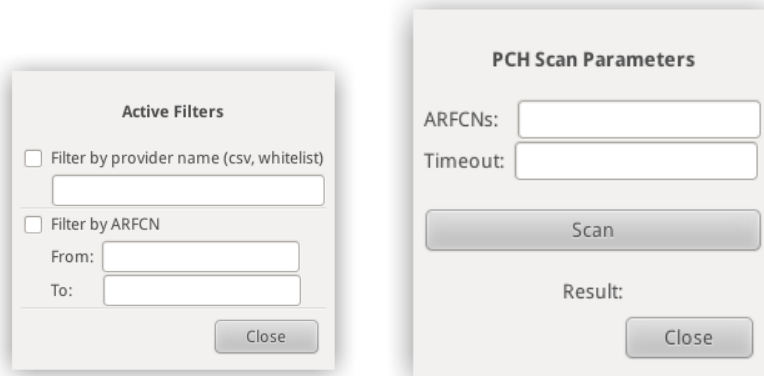 Active Filters
Filter by provider name (csv, whitelist)
Filter by ARFCN
From:
To:
Close
PCH Scan Parameters
ARFCNs:
Timeout:
Scan
Result:
Close